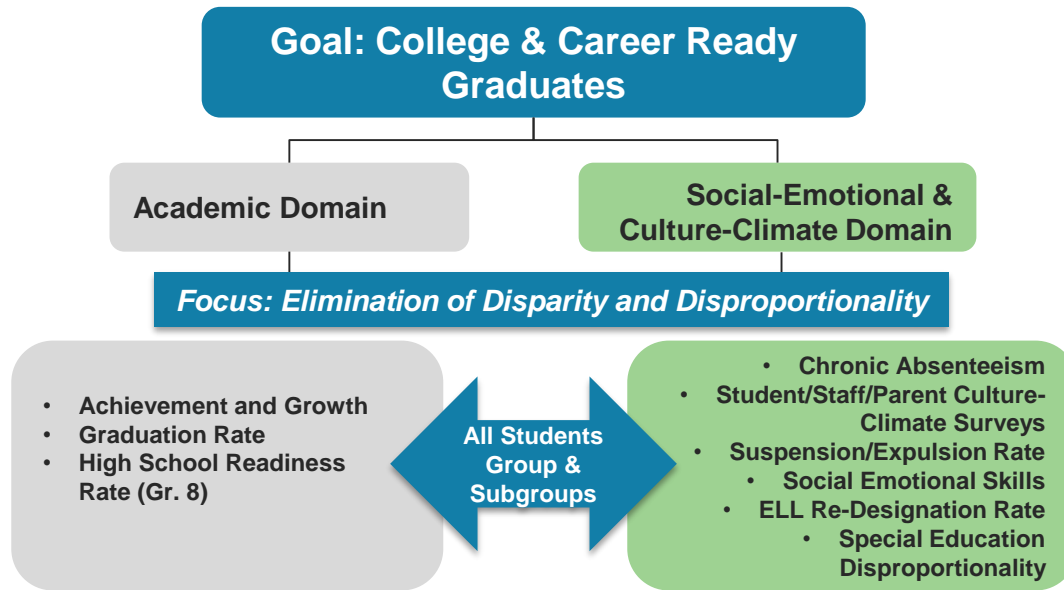 Goal: College & Career Ready
Graduates
Academic Domain
Social-Emotional &
Culture-Climate Domain
Focus: Elimination of Disparity and Disproportionality
• Achievement and Growth
• Graduation Rate
• High School Readiness
Rate (Gr. 8)
All Students
Group &
Subgroups
• Chronic Absenteeism
• Student/Staff/Parent Culture-
Climate Surveys
• Suspension/Expulsion Rate
• Social Emotional Skills
• ELL Re-Designation Rate
• Special Education
Disproportionality